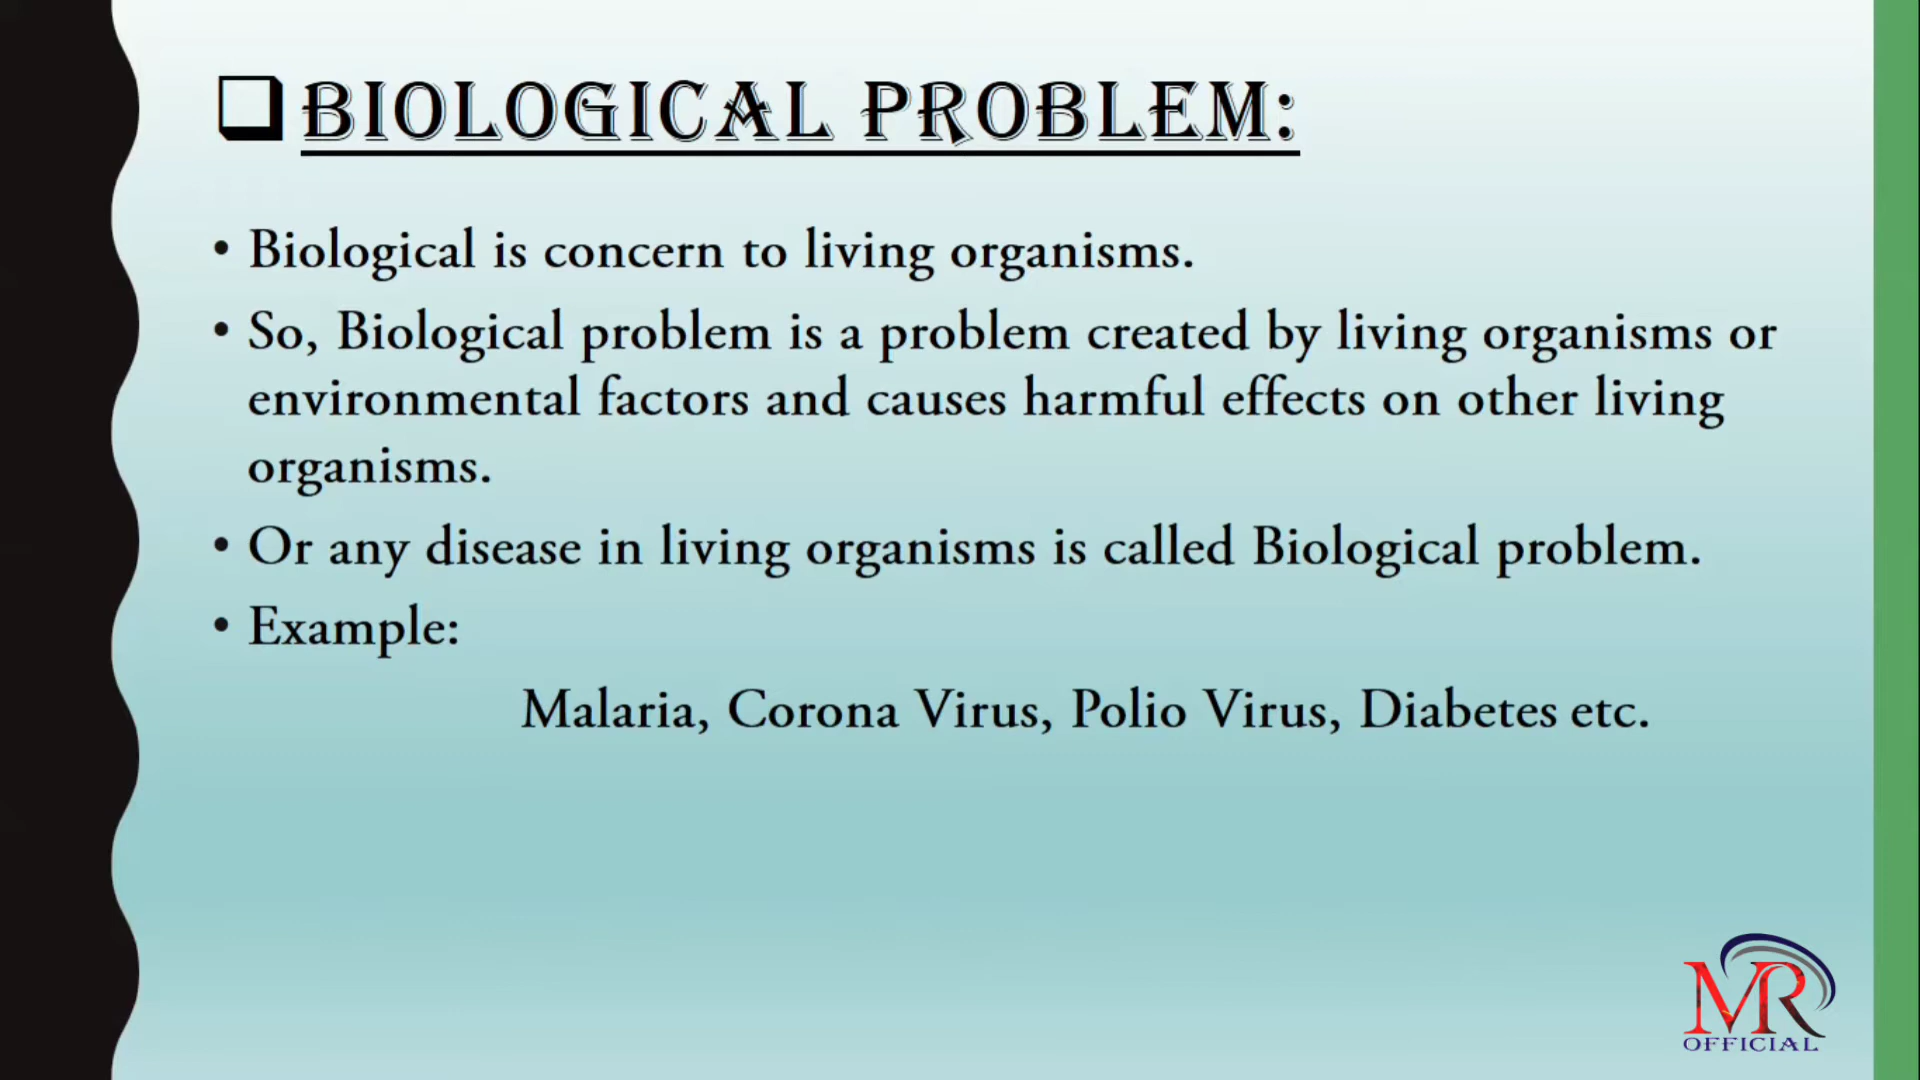 BIOLOGICAL PROBLEM:
• Biological is concern to living organisms.
• So, Biological problem is a problem created by living organisms or
environmental factors and causes harmful effects on other living
organisms.
• Or any disease in living organisms is called Biological problem.
• Example:
Malaria, Corona Virus, Polio Virus, Diabetes etc.
MR
OFFICIAL